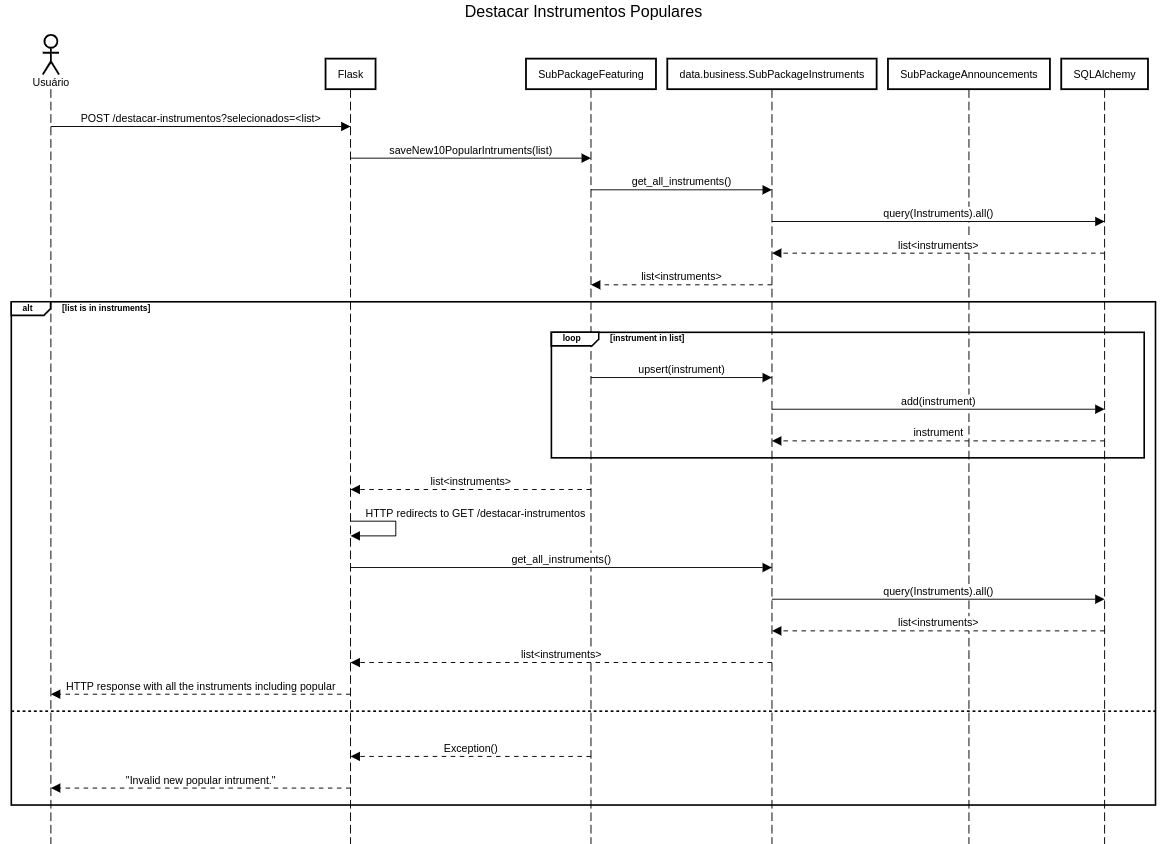 Destacar Instrumentos Populares
Usuário
Flask
SubPackageFeaturing
data.business.SubPackageInstruments
SubPackageAnnouncements
SQLAlchemy
POST /destacar-instrumentos?selecionados=<list>
saveNew10PopularIntruments(list)
get_all_instruments()
query(Instruments).all()
list<instruments>
list<instruments>
alt
[list is in instruments]
loop
[instrument in list]
upsert(instrument)
add(instrument)
instrument
list<instruments>
HTTP redirects to GET /destacar-instrumentos
get_all_instruments()
query(Instruments).all()
list<instruments>
list<instruments>
HTTP response with all the instruments including popular
Exception()
"Invalid new popular intrument."